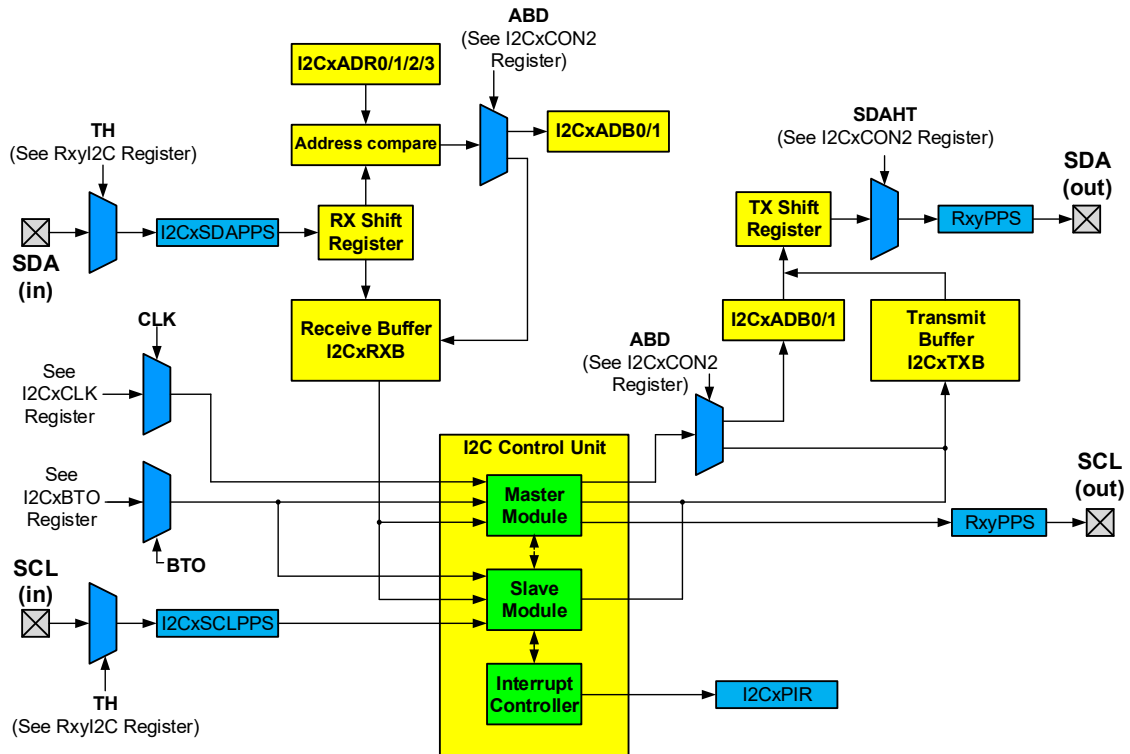 ABD
(See I2CxCON2
Register)
I2CxADR0/1/2/3
TH
(See RxyI2C Register)
Address compare
I2CxADB0/1
SDAHT
(See I2CxCON2 Register)
SDA
(out)
I2CxSDAPPS
RX Shift
Register
TX Shift
Register
RxyPPS
SDA
(in)
CLK
See
I2CxCLK
Register
Receive Buffer
I2CxRXB
I2CxADB0/1
Transmit
Buffer
I2CxTXB
ABD
(See I2CxCON2
Register)
See
I2CxBTO
Register
BTO
I2C Control Unit
Master
Module
SCL
(out)
RxyPPS
SCL
(in)
I2CxSCLPPS
Slave
Module
TH
(See RxyI2C Register)
Interrupt
Controller
I2CxPIR